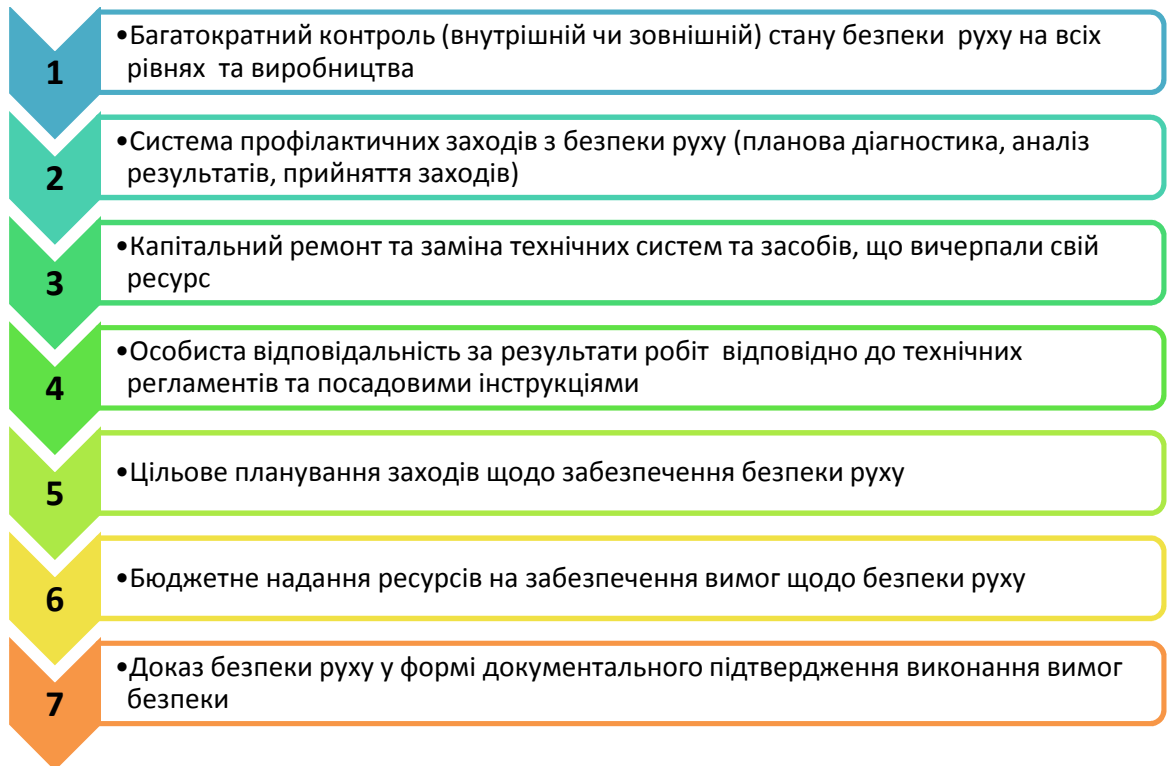 1
•Багатократний контроль (внутрішній чи зовнішній) стану безпеки руху на всіх
рівнях та виробництва
2
•Система профілактичних заходів з безпеки руху (планова діагностика, аналіз
результатів, прийняття заходів)
3
•Капітальний ремонт та заміна технічних систем та засобів, що вичерпали свій
ресурс
4
•Особиста відповідальність за результати робіт відповідно до технічних
регламентів та посадовими інструкціями
5
•Цільове планування заходів щодо забезпечення безпеки руху
6
•Бюджетне надання ресурсів на забезпечення вимог щодо безпеки руху
7
•Доказ безпеки руху у формі документального підтвердження виконання вимог
безпеки